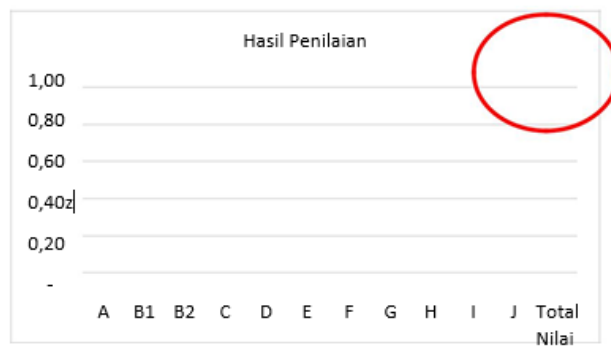 Hasil Penilaian
1,00
0,80
0,60
0,40z
0,20
-
A B1 B2 C D E F G H I J Total
Nilai